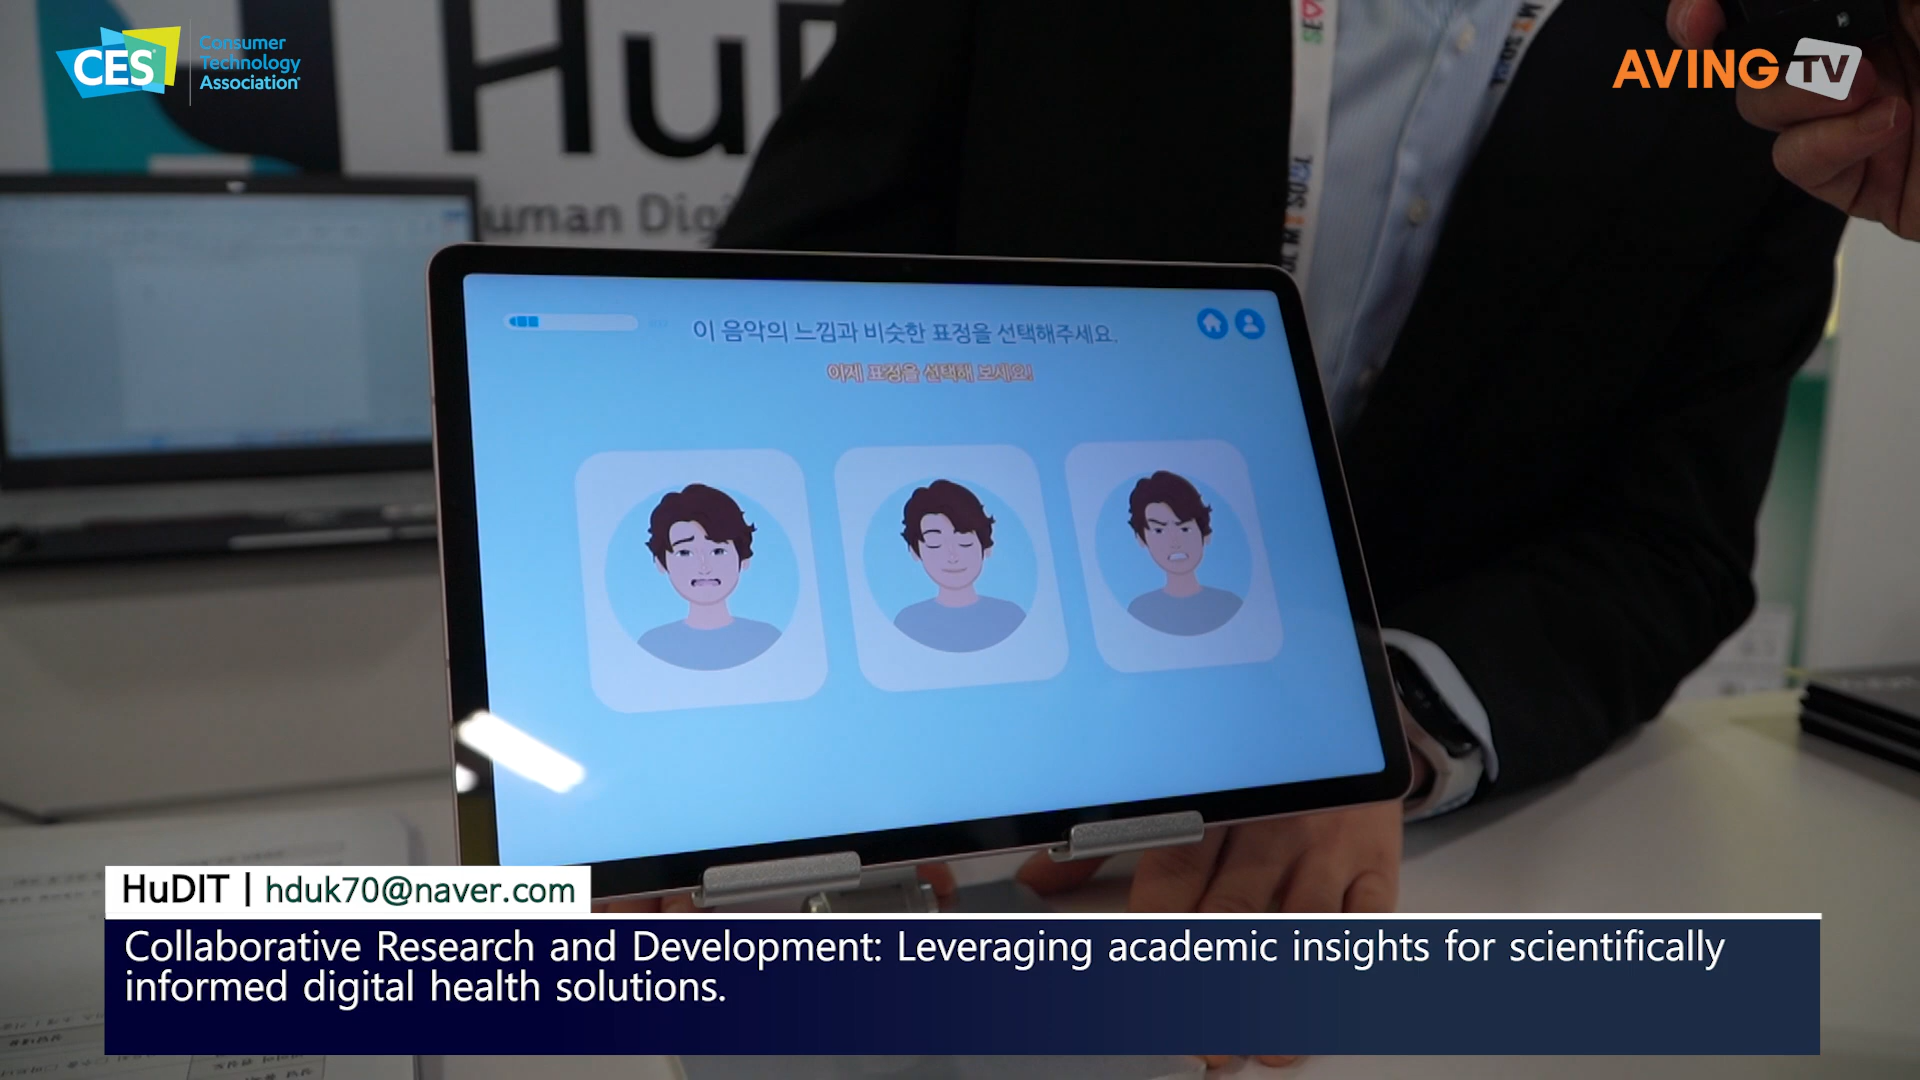 CES
Consumer
Technology
Association
AVING TV
Hu
uman Dig
이 음악의 느낌과 비슷한 표정을 선택해주세요.
이제 표정을 선택해 보세요!
HuDIT | hduk70@naver.com
Collaborative Research and Development: Leveraging academic insights for scientifically
informed digital health solutions.